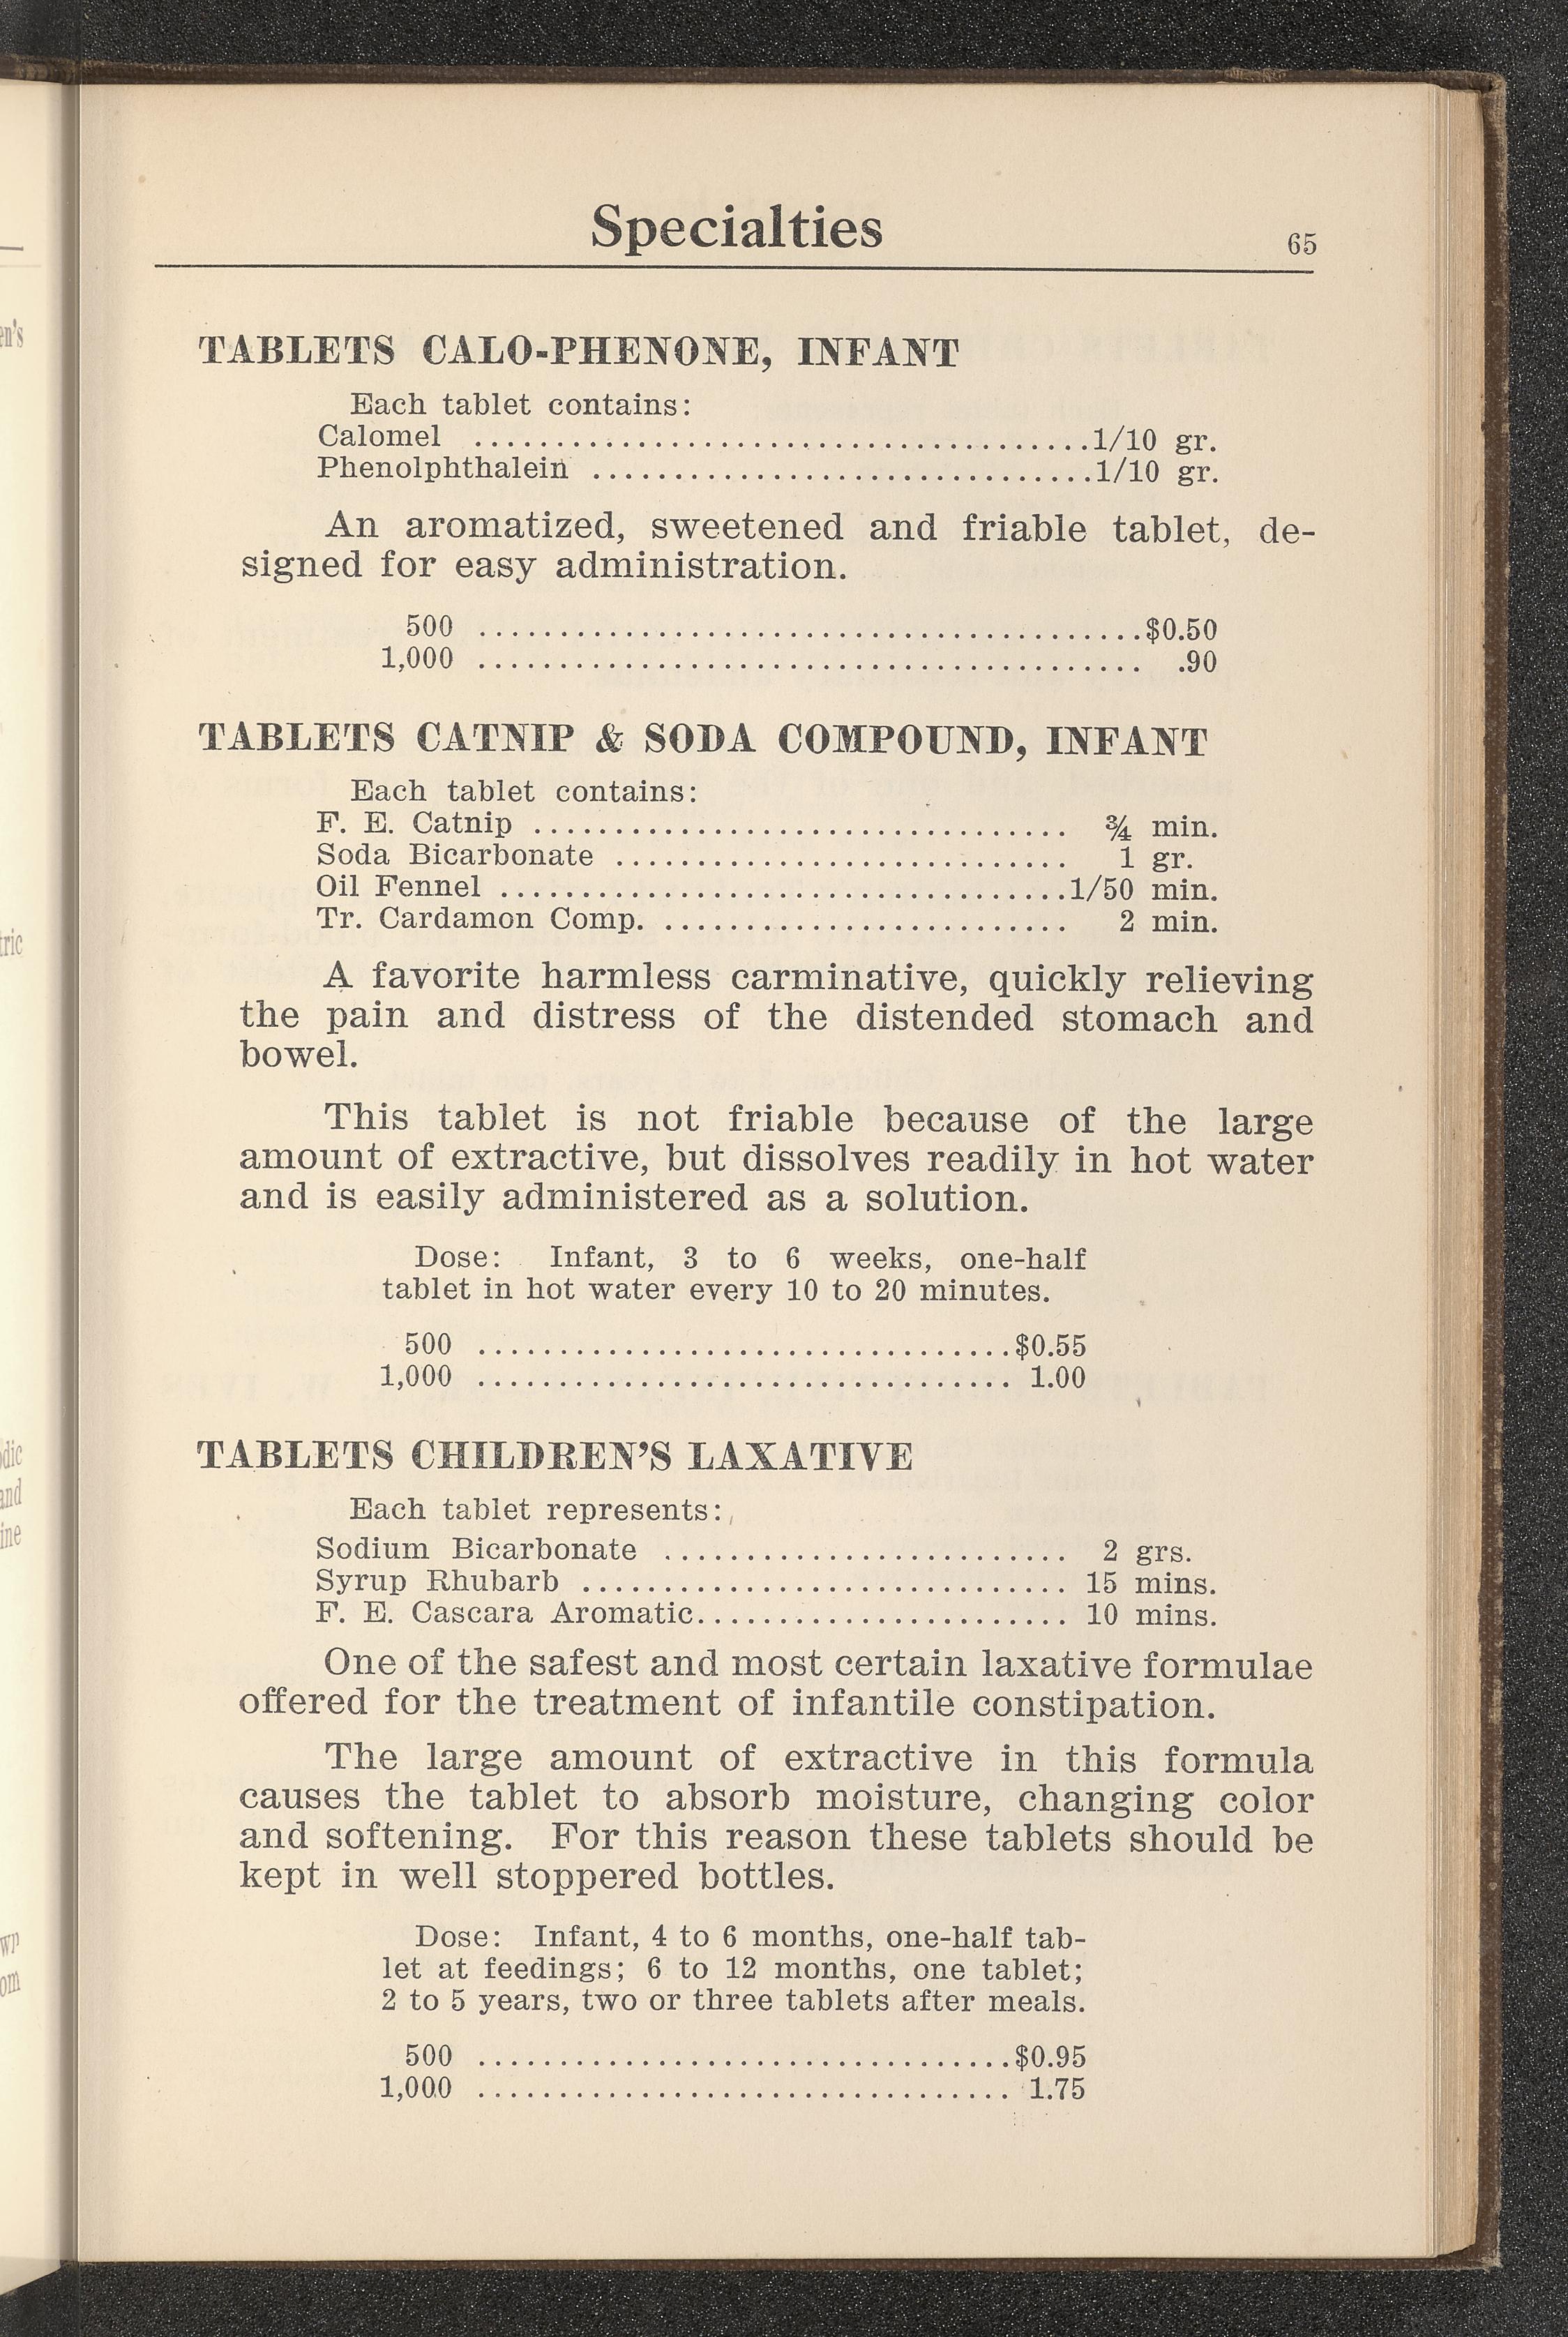 Specialties 65
TABLETS CALO-PHENONE, INFANT
Each tablet contains:
Calomel ........................................1/10 gr.
Phenolphthalein ................................1/10 gr.
An aromatized, sweetened and friable tablet, de-
signed for easy administration.
500 ..........................................$0.50
1,000 .......................................... .90
TABLETS CATNIP & SODA COMPOUND, INFANT
Each tablet contains:
F. E. Catnip .................................. ¾ min.
Soda Bicarbonate ............................. 1 gr.
Oil Fennel ....................................1/50 min.
Tr. Cardamon Comp. .......................... 2 min.
A favorite harmless carminative, quickly relieving
the pain and distress of the distended stomach and
bowel.
This tablet is not friable because of the large
amount of extractive, but dissolves readily in hot water
and is easily administered as a solution.
Dose: Infant, 3 to 6 weeks, one-half
tablet in hot water every 10 to 20 minutes.
500 ..................................$0.55
1,000 .................................. 1.00
TABLETS CHILDREN'S LAXATIVE
Each tablet represents:
Sodium Bicarbonate .......................... 2 grs.
Syrup Rhubarb ............................... 15 mins.
F. E. Cascara Aromatic........................ 10 mins.
One of the safest and most certain laxative formulae
offered for the treatment of infantile constipation.
The large amount of extractive in this formula
causes the tablet to absorb moisture, changing color
and softening. For this reason these tablets should be
kept in well stoppered bottles.
Dose: Infant, 4 to 6 months, one-half tab-
let at feedings; 6 to 12 months, one tablet;
2 to 5 years, two or three tablets after meals.
500 ..................................$0.95
1,000 .................................. 1.75